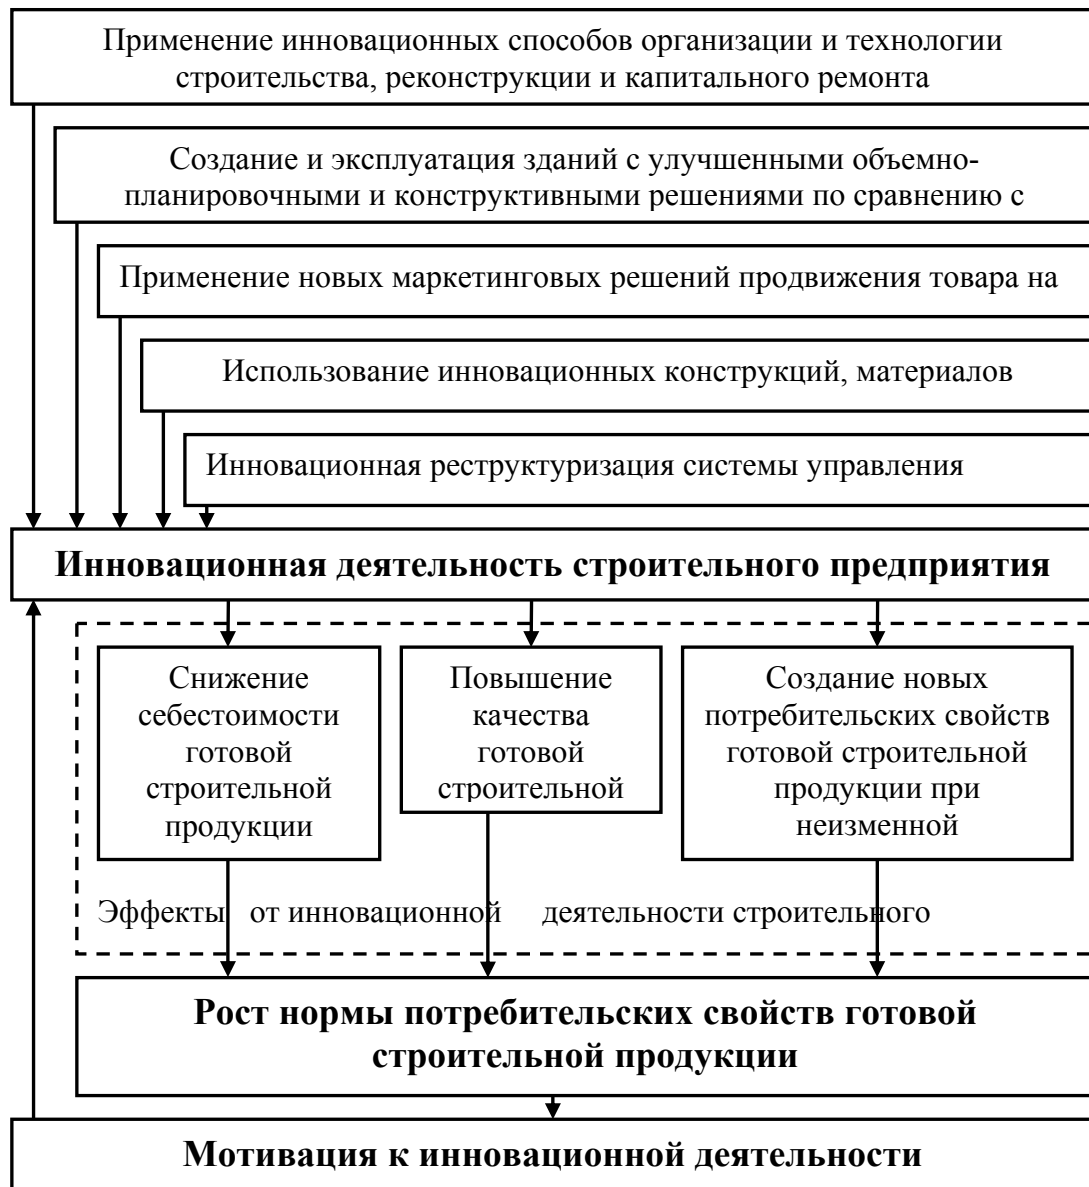 Применение инновационных способов организации и технологии
строительства, реконструкции и капитального ремонта
Создание и эксплуатация зданий с улучшенными объемно-
планировочными и конструктивными решениями по сравнению с
Применение новых маркетинговых решений продвижения товара на
Использование инновационных конструкций, материалов
Инновационная реструктуризация системы управления
Инновационная деятельность строительного предприятия
Снижение
себестоимости
готовой
строительной
продукции
Повышение
качества
готовой
строительной
Создание новых
потребительских свойств
готовой строительной
продукции при
неизменной
Эффекты от инновационной деятельности строительного
Рост нормы потребительских свойств готовой
строительной продукции
Мотивация к инновационной деятельности